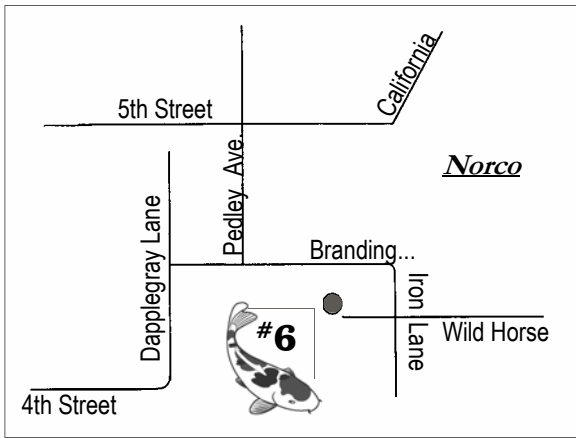 California
5th Street
Norco
Pedley Ave.
Dapplegray Lane
Branding...
Iron Lane
#6
Wild Horse
4th Street